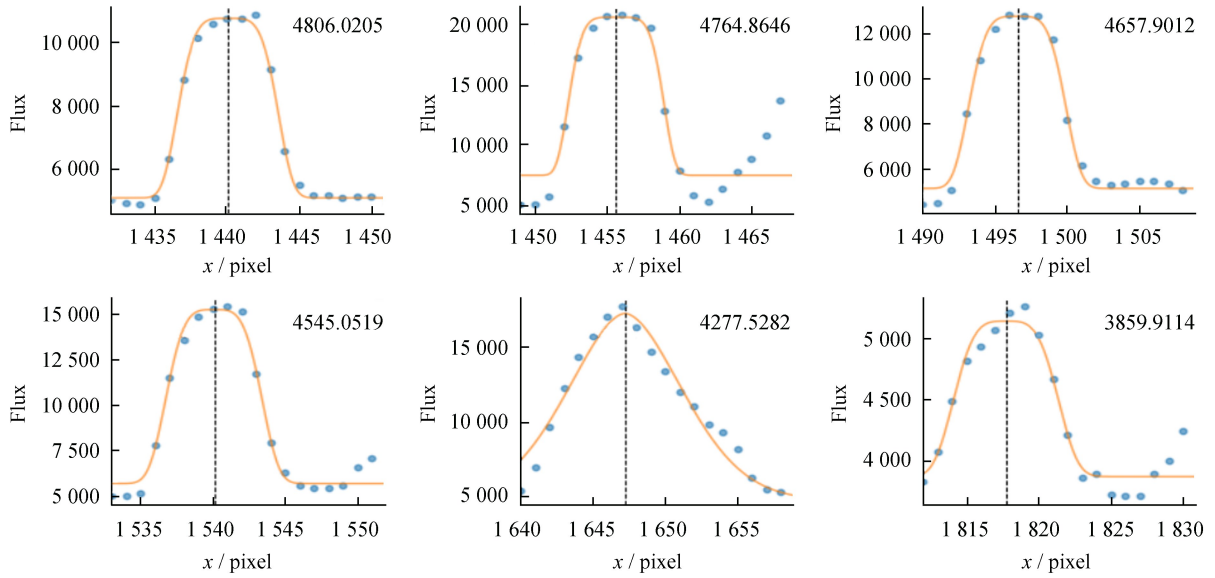 4806.0205
10 000
8 000
6 000
Flux
1 435 1 440 1 445 1 450
x / pixel
4764.8646
20 000
15 000
10 000
5 000
Flux
1 450 1 455 1 460 1 465
x / pixel
4657.9012
12 000
10 000
8 000
6 000
Flux
1 490 1 495 1 500 1 505
x / pixel
4545.0519
15 000
12 500
10 000
7 500
5 000
Flux
1 535 1 540 1 545 1 550
x / pixel
4277.5282
15 000
10 000
5 000
Flux
1 640 1 645 1 650 1 655
x / pixel
3859.9114
5 000
4 500
4 000
Flux
1 815 1 820 1 825 1 830
x / pixel